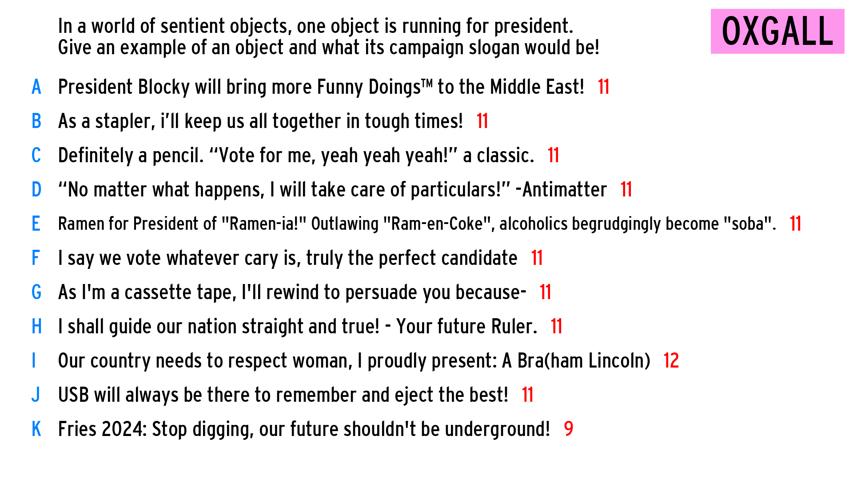 In a world of sentient objects, one object is running for president.
Give an example of an object and what its campaign slogan would be!
OXGALL
A President Blocky will bring more Funny Doings™ to the Middle East! 11
B As a stapler, i’ll keep us all together in tough times! 11
C Definitely a pencil. “Vote for me, yeah yeah yeah!” a classic. 11
D “No matter what happens, I will take care of particulars!” -Antimatter 11
E Ramen for President of "Ramen-ia!" Outlawing "Ram-en-Coke", alcoholics begrudgingly become "soba". 11
F I say we vote whatever cary is, truly the perfect candidate 11
G As I'm a cassette tape, I'll rewind to persuade you because- 11
H I shall guide our nation straight and true! - Your future Ruler. 11
I Our country needs to respect woman, I proudly present: A Bra(ham Lincoln) 12
J USB will always be there to remember and eject the best! 11
K Fries 2024: Stop digging, our future shouldn't be underground! 9